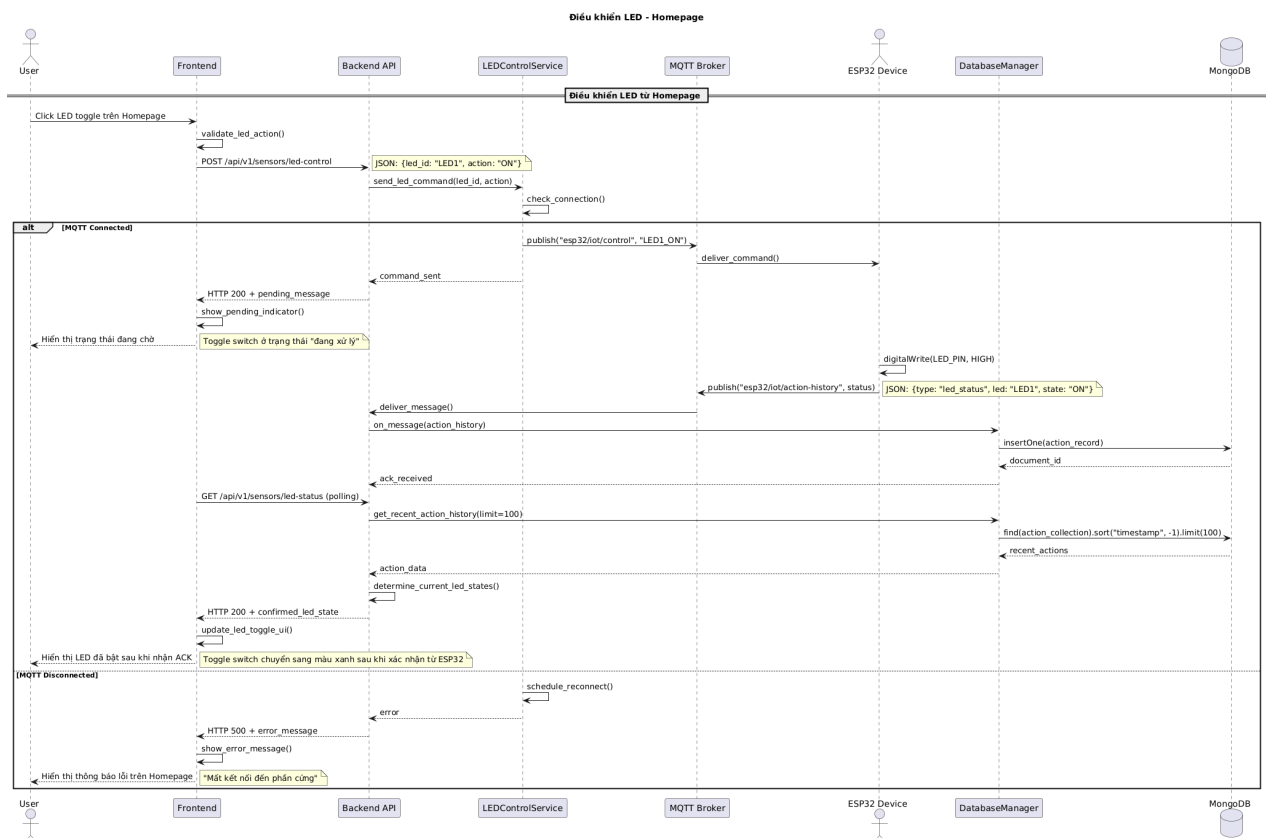 Điều khiển LED - Homepage
User
Frontend
Backend API
LEDControlService
MQTT Broker
ESP32 Device
DatabaseManager
MongoDB
Điều khiển LED từ Homepage
Click LED toggle trên Homepage
validate_led_action()
POST /api/v1/sensors/led-control
JSON: {led_id: "LED1", action: "ON"}
send_led_command(led_id, action)
check_connection()
alt [MQTT Connected]
publish("esp32/iot/control", "LED1_ON")
deliver_command()
command_sent
HTTP 200 + pending_message
show_pending_indicator()
Hiển thị trạng thái đang chờ
Toggle switch ở trạng thái "đang xử lý"
digitalWrite(LED_PIN, HIGH)
publish("esp32/iot/action-history", status)
JSON: {type: "led_status", led: "LED1", state: "ON"}
deliver_message()
on_message(action_history)
insertOne(action_record)
document_id
ack_received
GET /api/v1/sensors/led-status (polling)
get_recent_action_history(limit=100)
find(action_collection).sort("timestamp", -1).limit(100)
recent_actions
action_data
determine_current_led_states()
HTTP 200 + confirmed_led_state
update_led_toggle_ui()
Hiển thị LED đã bật sau khi nhận ACK
Toggle switch chuyển sang màu xanh sau khi xác nhận từ ESP32
[MQTT Disconnected]
schedule_reconnect()
error
HTTP 500 + error_message
show_error_message()
Hiển thị thông báo lỗi trên Homepage
"Mất kết nối đến phần cứng"
User
Frontend
Backend API
LEDControlService
MQTT Broker
ESP32 Device
DatabaseManager
MongoDB